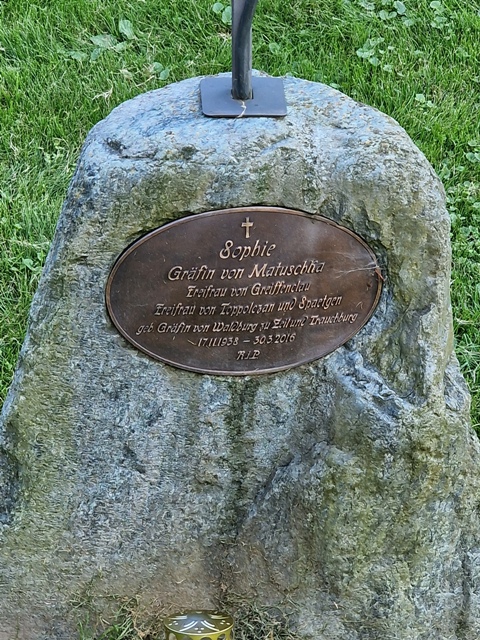 Sophie
Gräfin von Matuschka
Freifrau von Greiffenclau
Freifrau von Toppolczan und Spaetgen
geb. Gräfin von Waldburg zu Zeil und Trauchburg
17.11.1938 – 30.3.2016
R.I.P